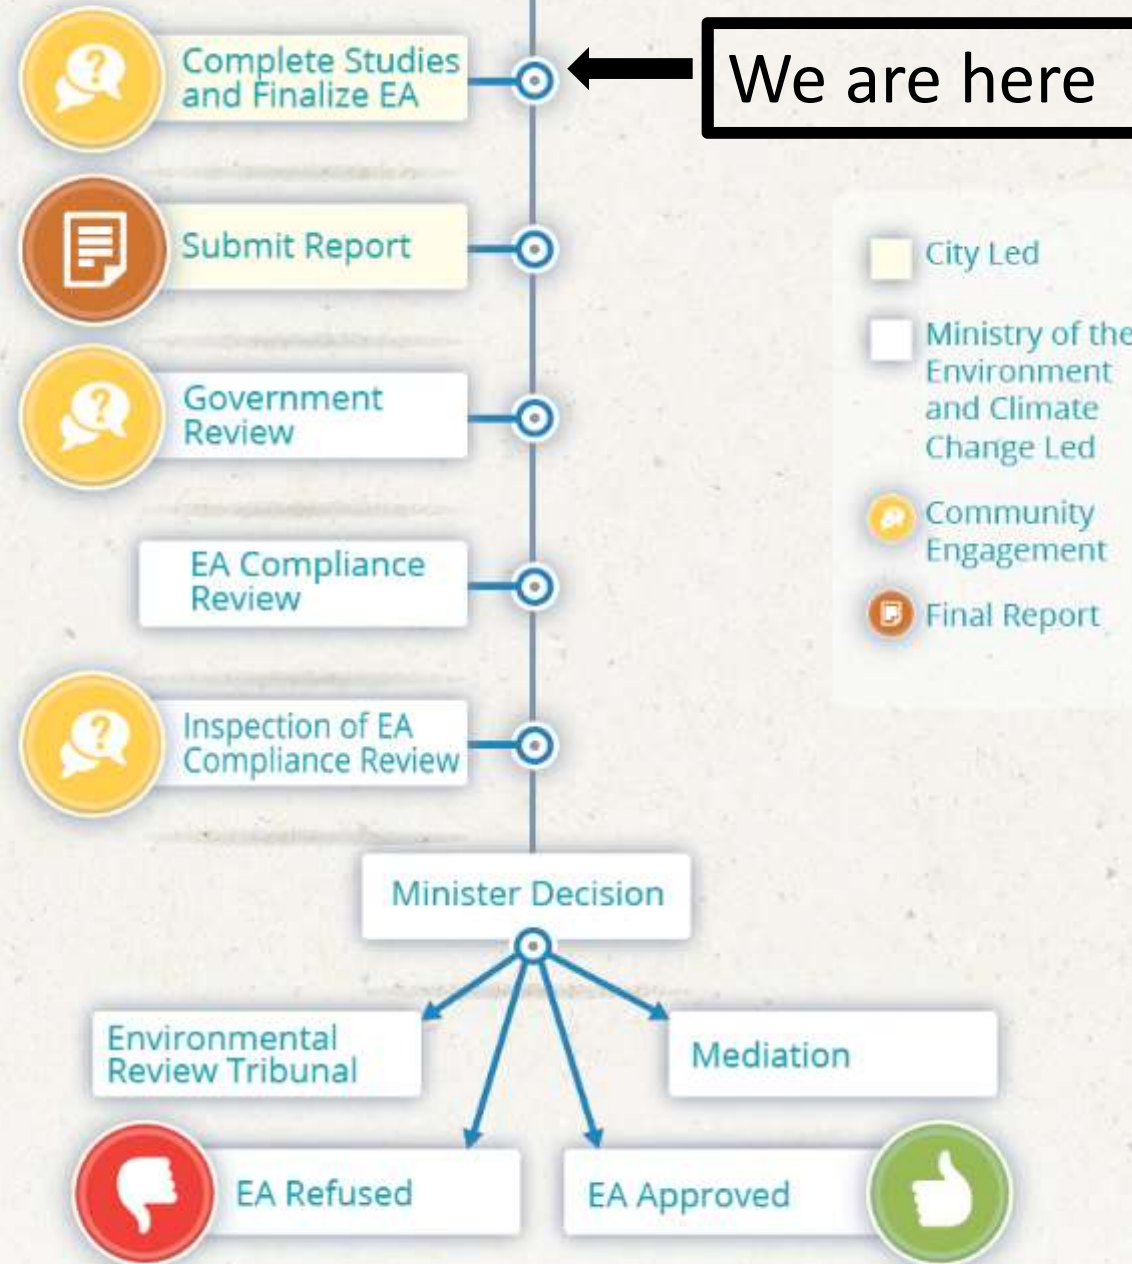 Complete Studies
and Finalize EA
We are here
Submit Report
City Led
Ministry of the
Environment
and Climate
Change Led
Government
Review
Community
Engagement
EA Compliance
Review
Final Report
Inspection of EA
Compliance Review
Minister Decision
Environmental
Review Tribunal
Mediation
EA Refused
EA Approved